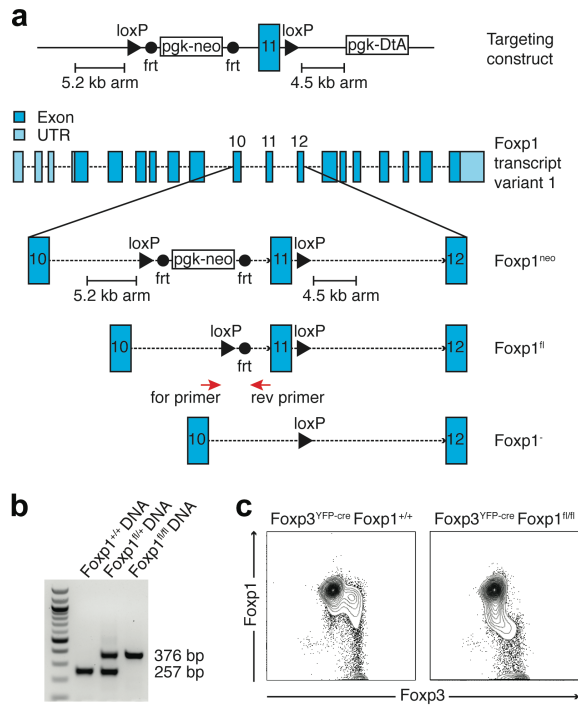 a
loxP
loxP
pgk-neo
11
pgk-DtA
Targeting
construct
5.2 kb arm
frt
frt
4.5 kb arm
Exon
UTR
10
11
12
Foxp1
transcript
variant 1
loxP
loxP
10
pgk-neo
11
12
Foxp1neo
5.2 kb arm
frt
frt
4.5 kb arm
loxP
loxP
10
11
12
Foxp1fl
frt
for primer
rev primer
loxP
10
12
Foxp1-
b
Foxp1+/+ DNA
Foxp1fl/+ DNA
Foxp1fl/fl DNA
376 bp
257 bp
c
Foxp3YFP-cre Foxp1+/+
Foxp3YFP-cre Foxp1fl/fl
Foxp1
Foxp3